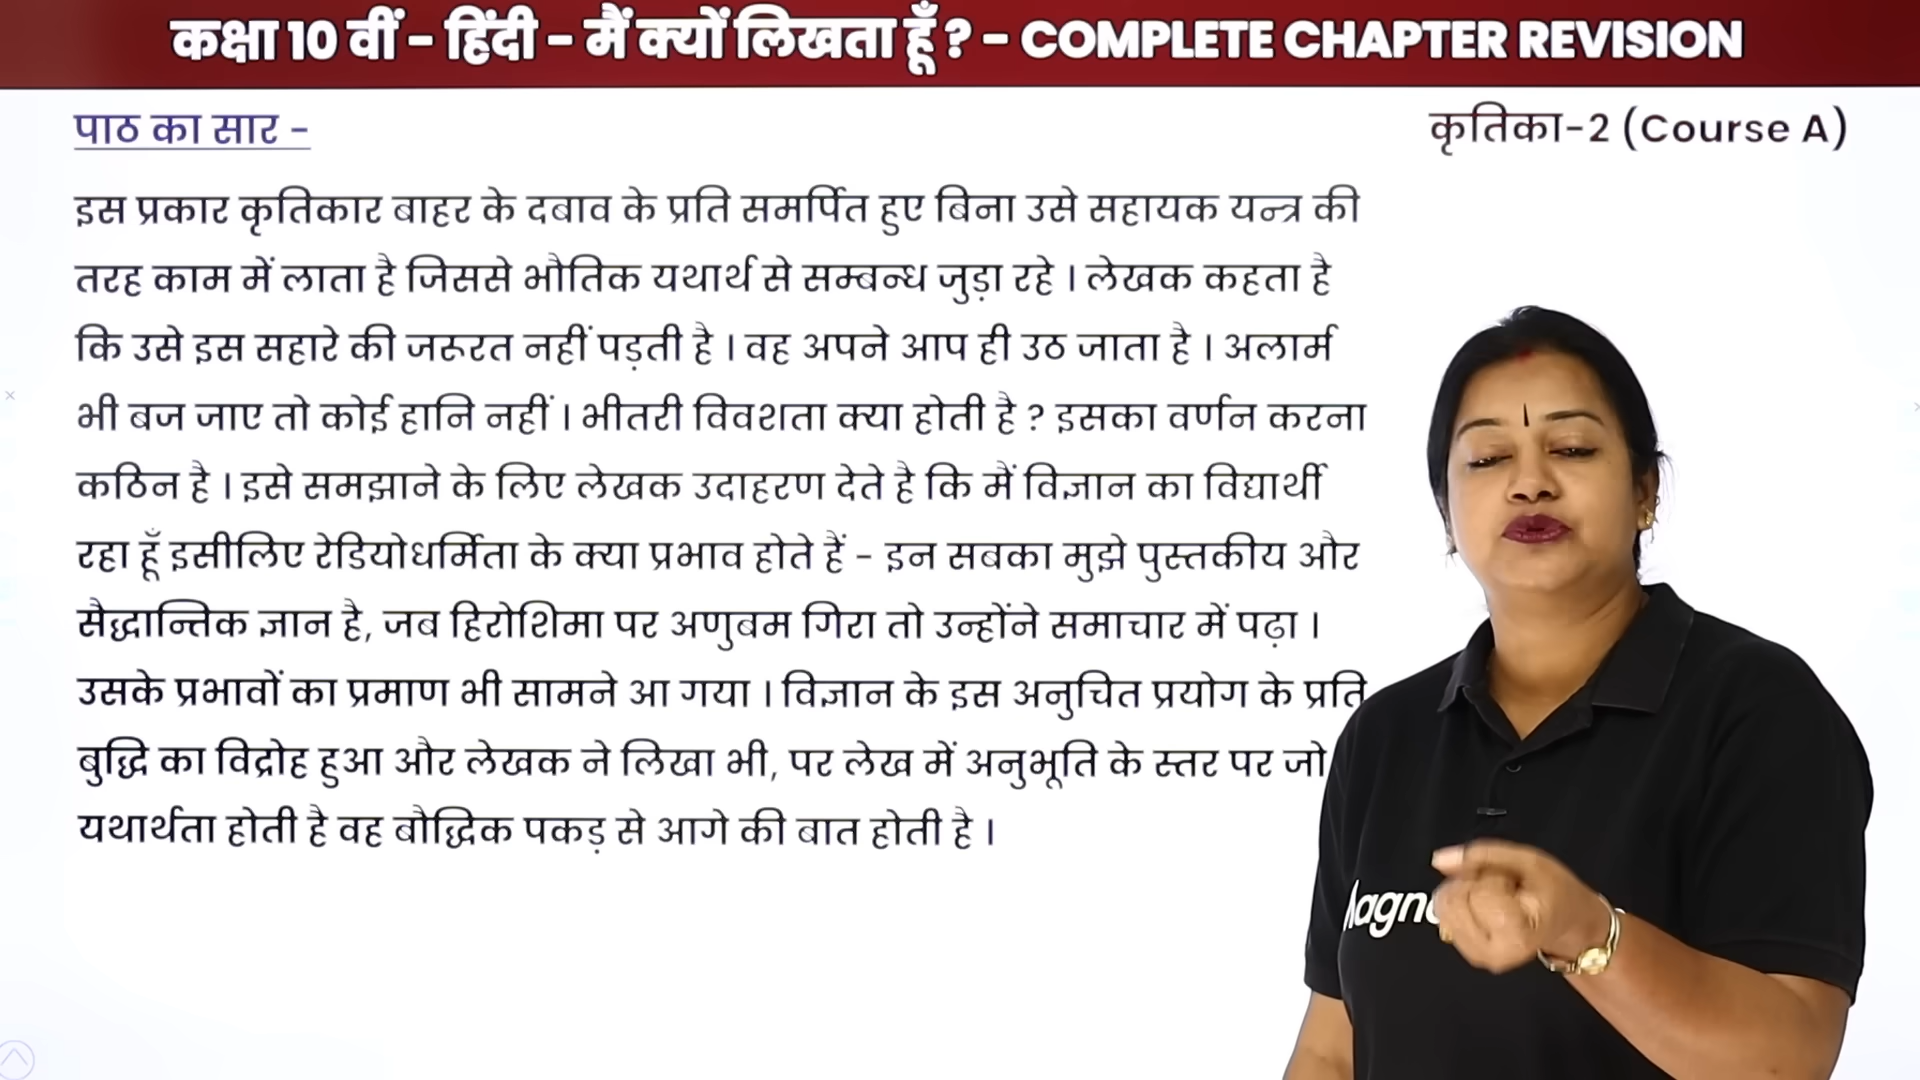 कक्षा 10 वीं - हिंदी - मैं क्यों लिखता हूँ ? - COMPLETE CHAPTER REVISION
पाठ का सार -
कृतिका-2 (Course A)
इस प्रकार कृतिकार बाहर के दबाव के प्रति समर्पित हुए बिना उसे सहायक यन्त्र की
तरह काम में लाता है जिससे भौतिक यथार्थ से सम्बन्ध जुड़ा रहे । लेखक कहता है
कि उसे इस सहारे की जरूरत नहीं पड़ती है । वह अपने आप ही उठ जाता है । अलार्म
भी बज जाए तो कोई हानि नहीं । भीतरी विवशता क्या होती है ? इसका वर्णन करना
कठिन है । इसे समझाने के लिए लेखक उदाहरण देते है कि मैं विज्ञान का विद्यार्थी
रहा हूँ इसीलिए रेडियोधर्मिता के क्या प्रभाव होते हैं - इन सबका मुझे पुस्तकीय और
सैद्धान्तिक ज्ञान है, जब हिरोशिमा पर अणुबम गिरा तो उन्होंने समाचार में पढ़ा ।
उसके प्रभावों का प्रमाण भी सामने आ गया । विज्ञान के इस अनुचित प्रयोग के प्रति
बुद्धि का विद्रोह हुआ और लेखक ने लिखा भी, पर लेख में अनुभूति के स्तर पर जो
यथार्थता होती है वह बौद्धिक पकड़ से आगे की बात होती है ।